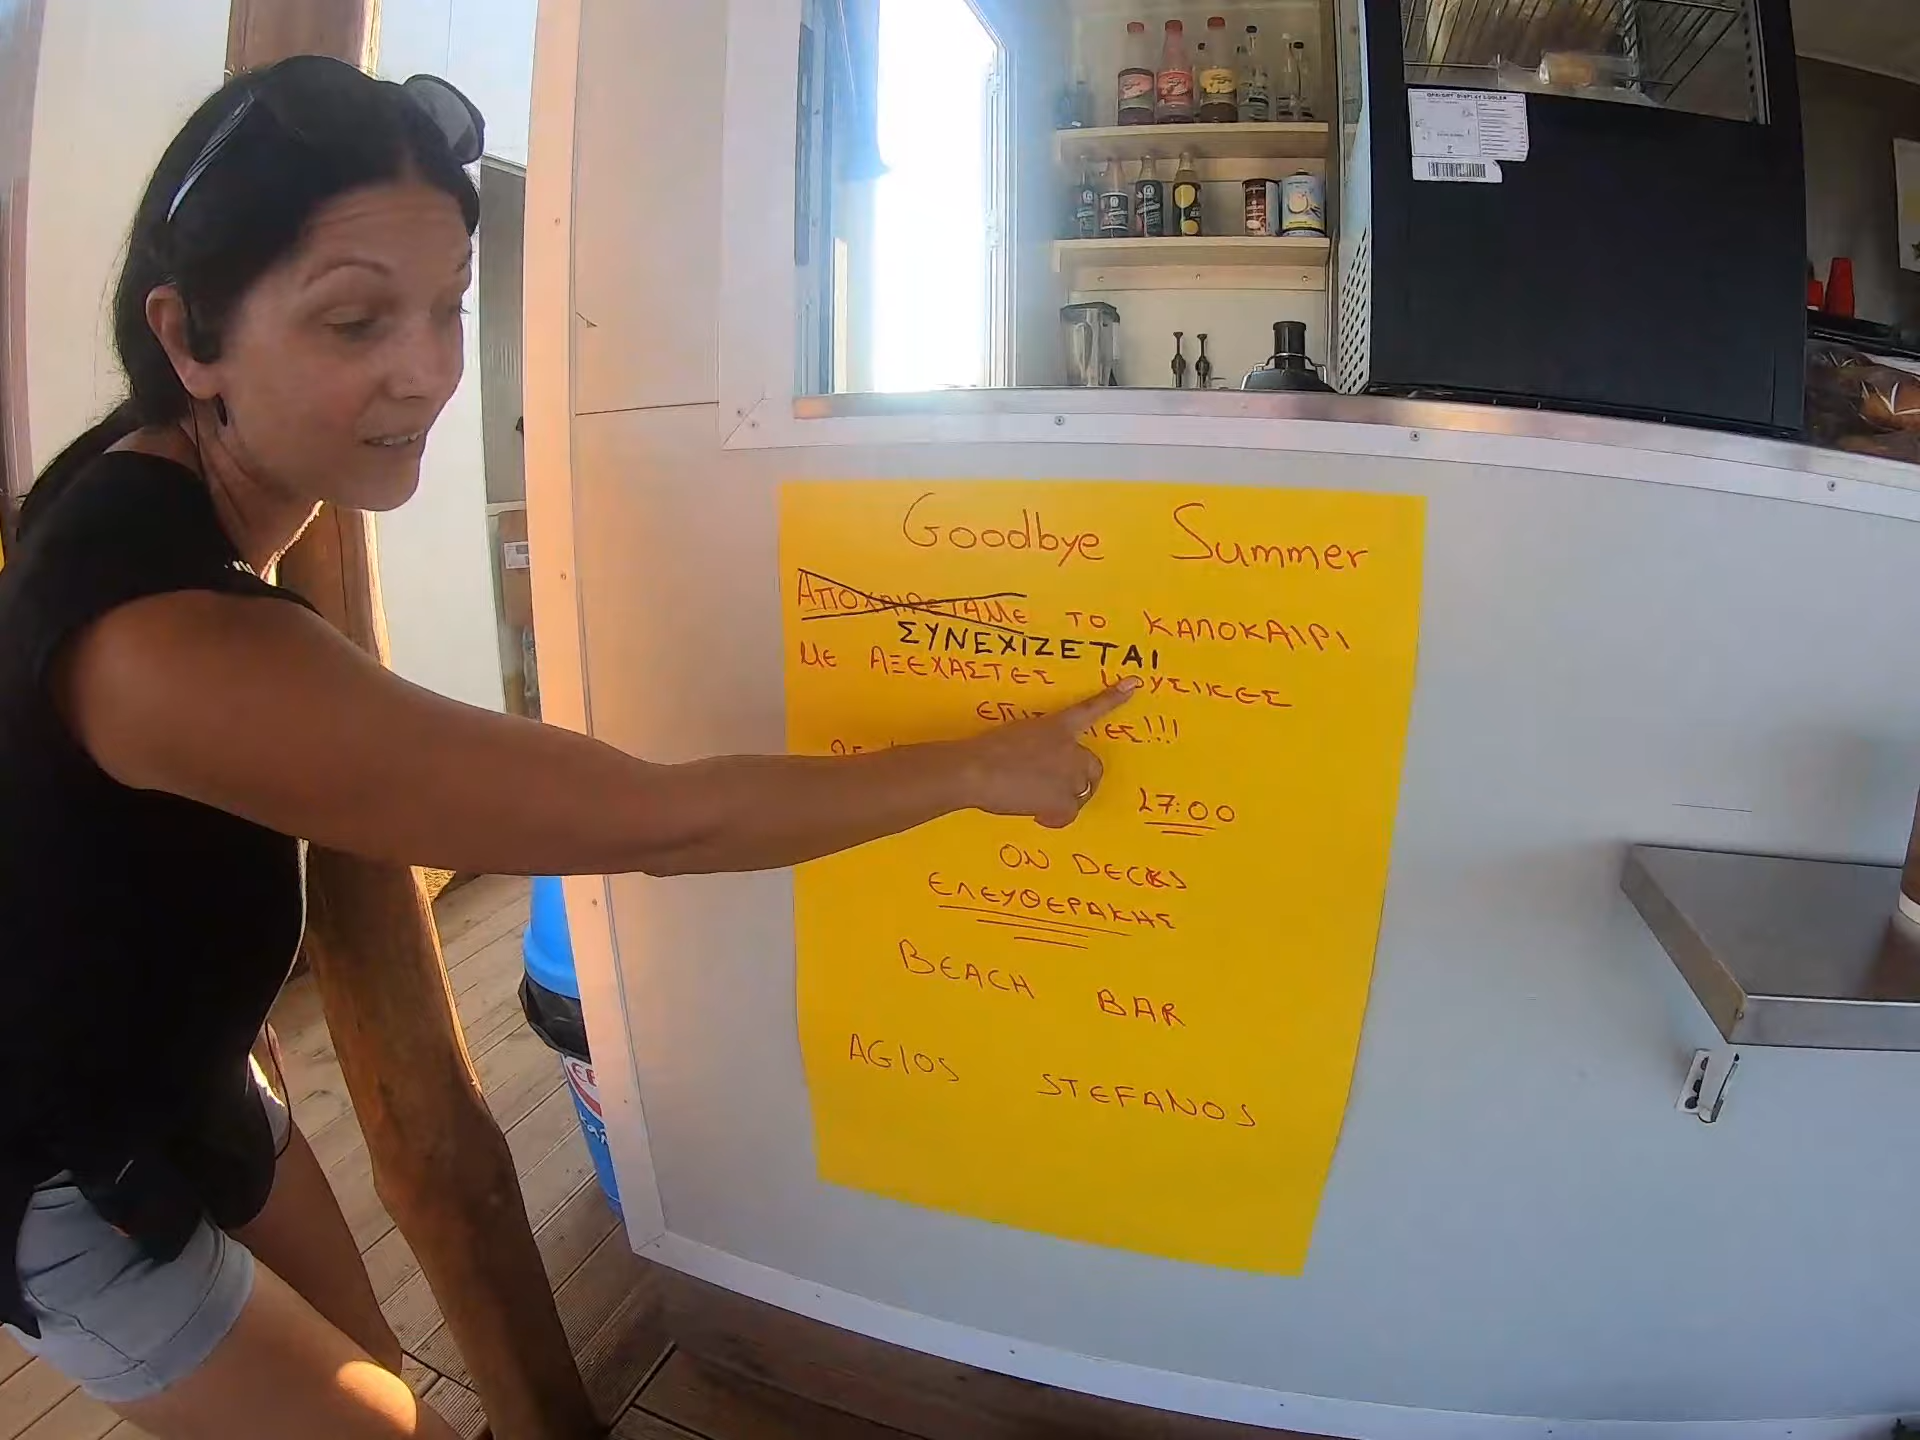 Goodbye Summer
ΑΠΟΧΑΙΡΕΤΑΜΕ ΤΟ ΚΑΛΟΚΑΙΡΙ
ΣΥΝΕΧΙΖΕΤΑΙ
ΜΕ ΑΞΕΧΑΣΤΕΣ ΜΟΥΣΙΚΕΣ
17:00
ON DECKS
ΕΛΕΥΘΕΡΑΚΗΣ
BEACH BAR
AGIOS STEFANOS